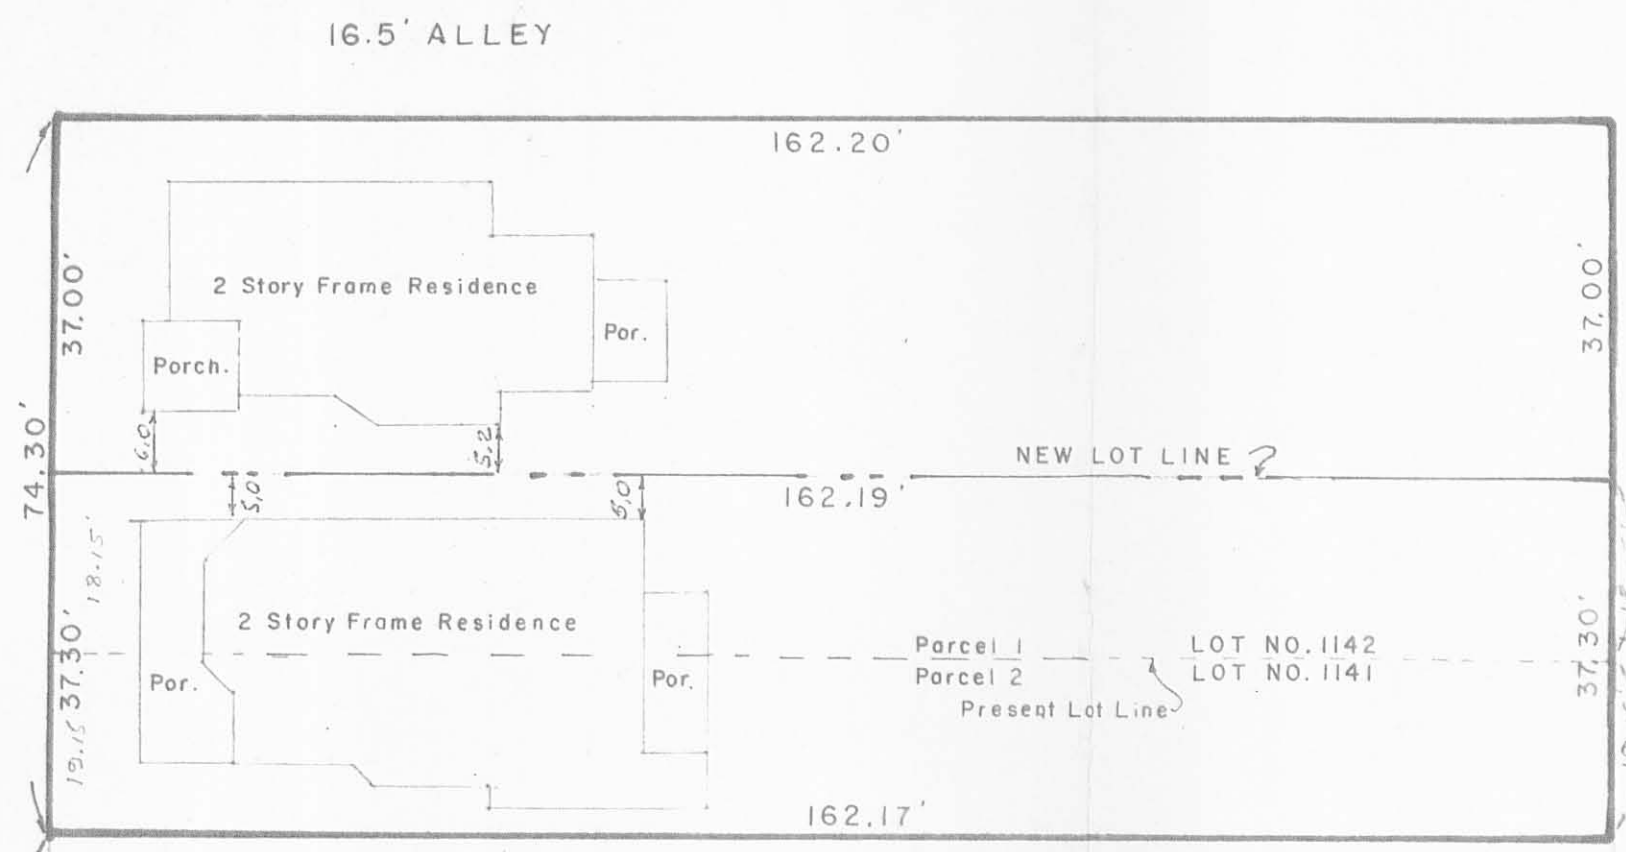 16.5' ALLEY
162.20'
37.00'
37.00'
2 Story Frame Residence
Por.
Porch.
6.0
5.2
74.30'
NEW LOT LINE
162.19'
5.0
5.0
18.15'
2 Story Frame Residence
37.30'
37.30'
Parcel 1
LOT NO. 1142
Parcel 2
LOT NO. 1141
Por.
Por.
Present Lot Line
19.15
162.17'